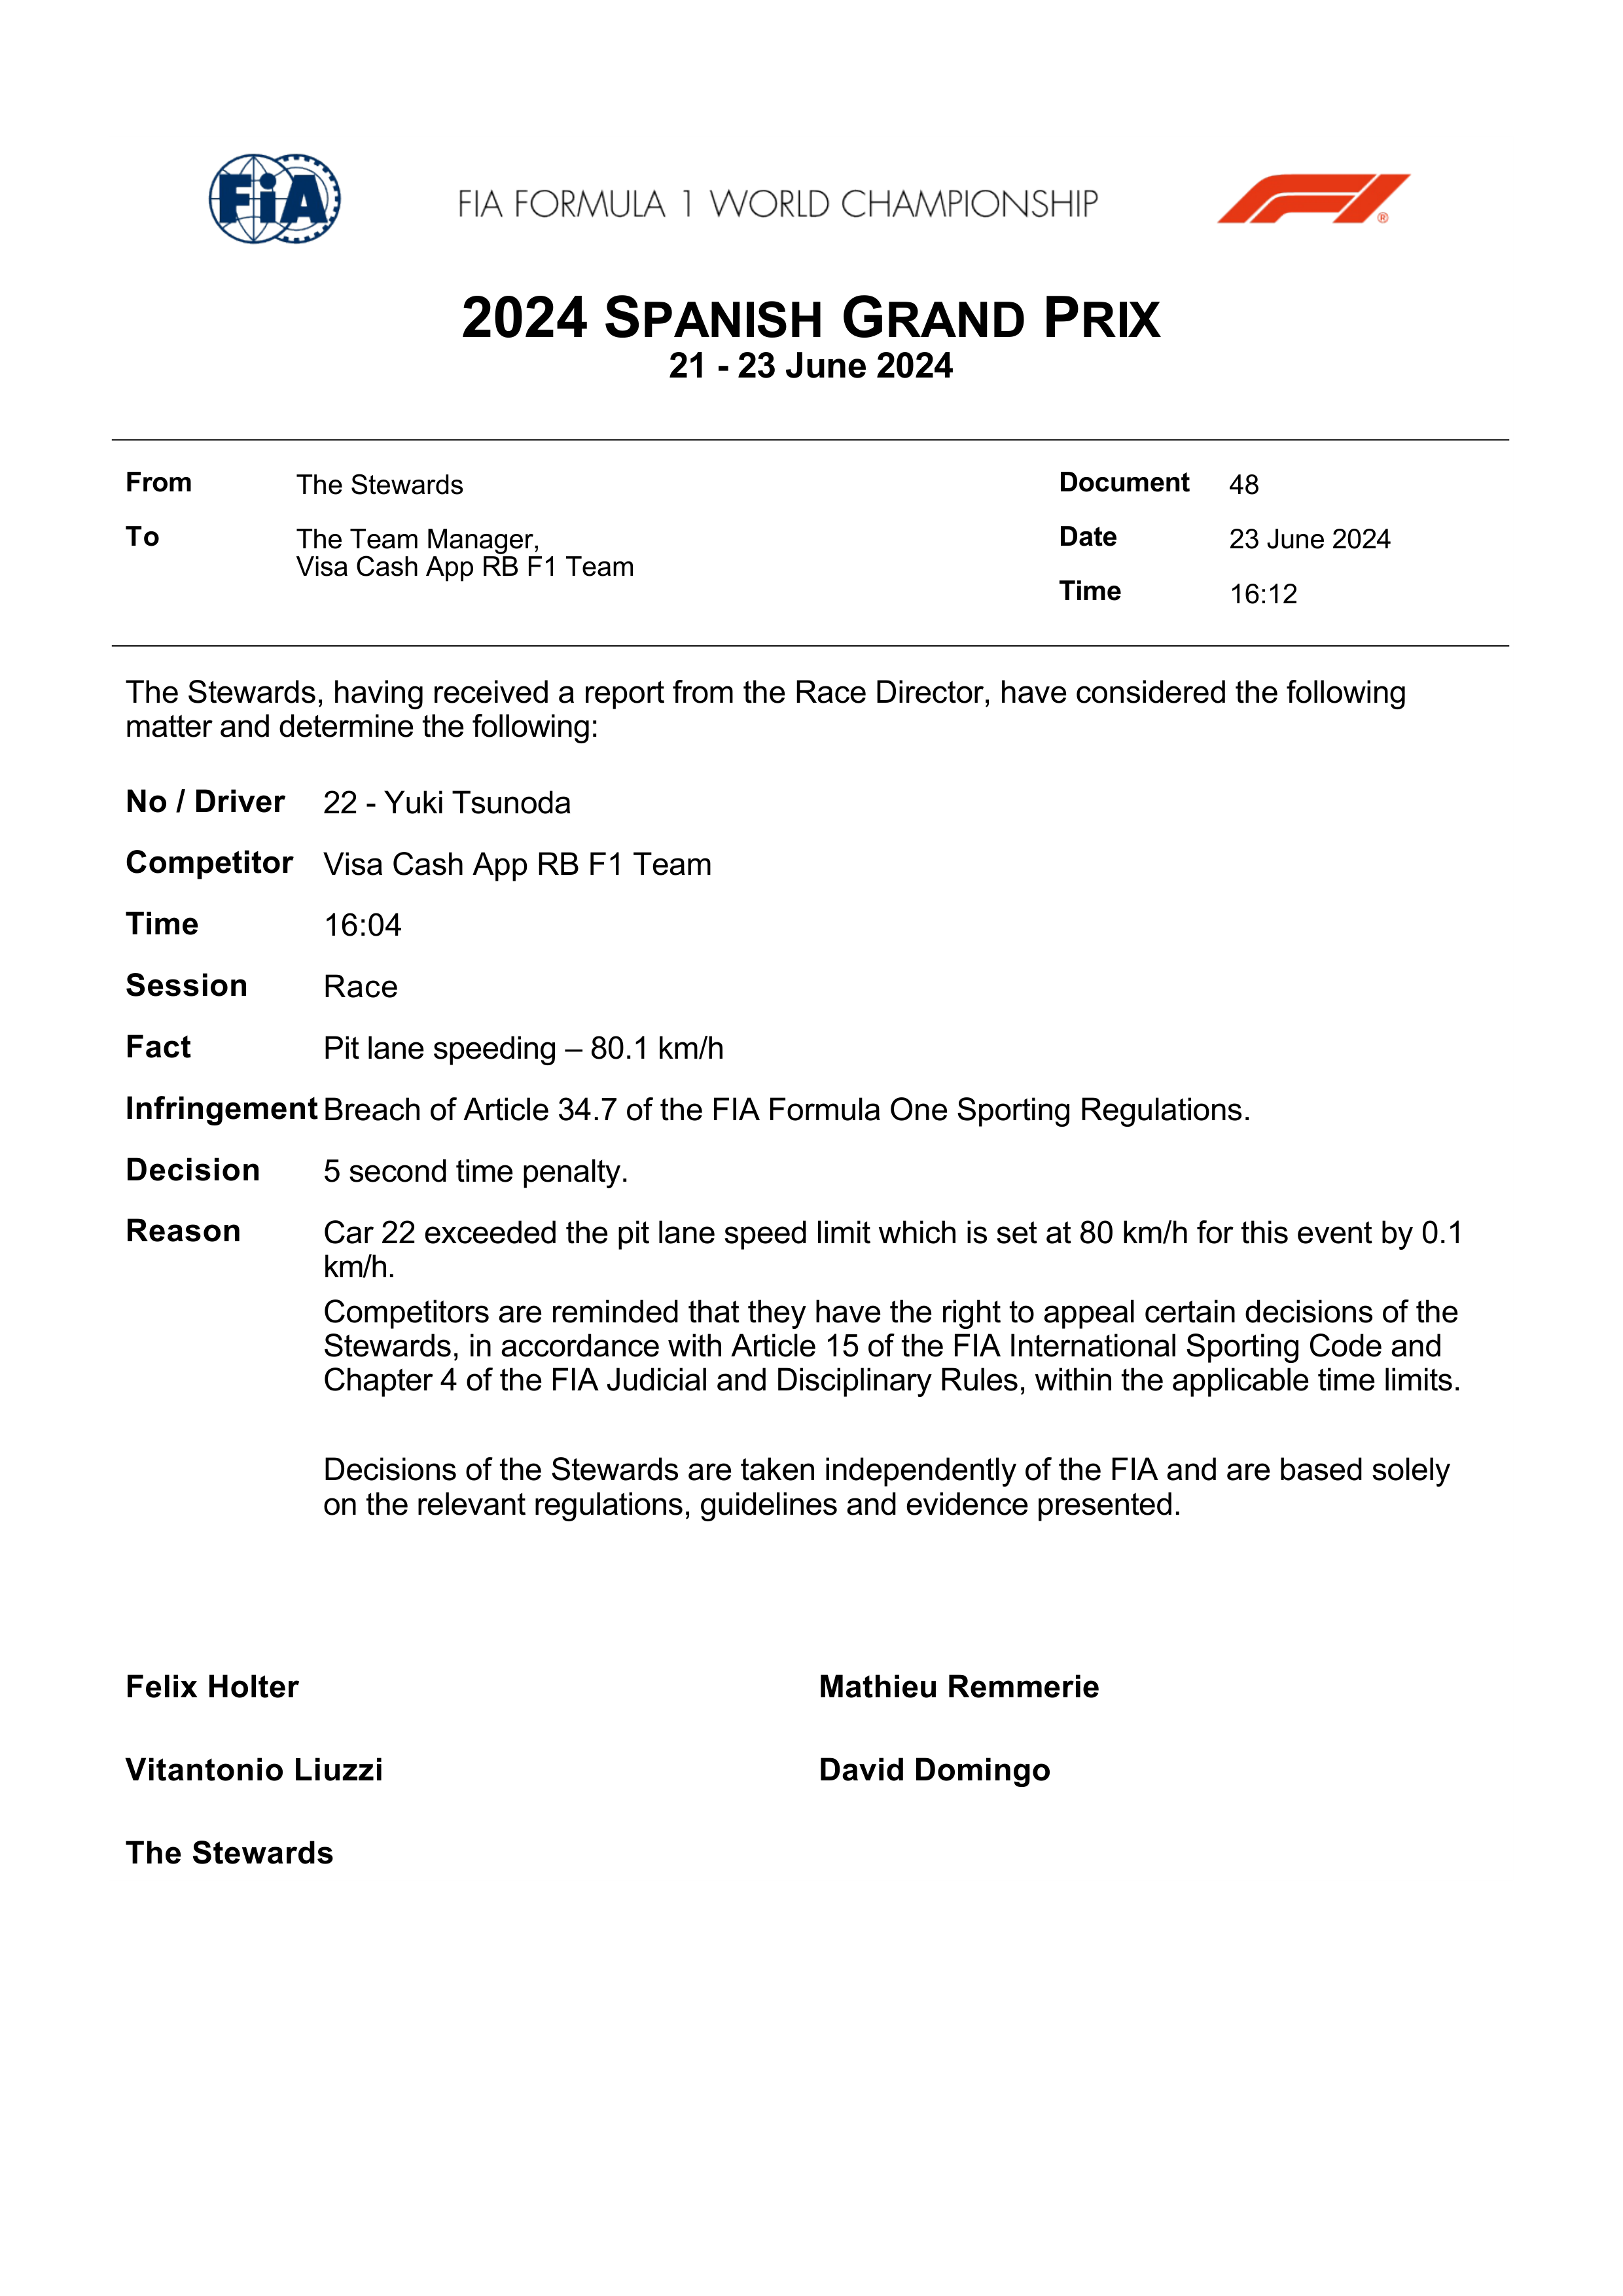 FIA FIA FORMULA 1 WORLD CHAMPIONSHIP F1®
2024 SPANISH GRAND PRIX
21 - 23 June 2024
From The Stewards Document 48
To The Team Manager, Date 23 June 2024
Visa Cash App RB F1 Team
Time 16:12
The Stewards, having received a report from the Race Director, have considered the following
matter and determine the following:
No / Driver 22 - Yuki Tsunoda
Competitor Visa Cash App RB F1 Team
Time 16:04
Session Race
Fact Pit lane speeding – 80.1 km/h
Infringement Breach of Article 34.7 of the FIA Formula One Sporting Regulations.
Decision 5 second time penalty.
Reason Car 22 exceeded the pit lane speed limit which is set at 80 km/h for this event by 0.1
km/h.
Competitors are reminded that they have the right to appeal certain decisions of the
Stewards, in accordance with Article 15 of the FIA International Sporting Code and
Chapter 4 of the FIA Judicial and Disciplinary Rules, within the applicable time limits.
Decisions of the Stewards are taken independently of the FIA and are based solely
on the relevant regulations, guidelines and evidence presented.
Felix Holter Mathieu Remmerie
Vitantonio Liuzzi David Domingo
The Stewards